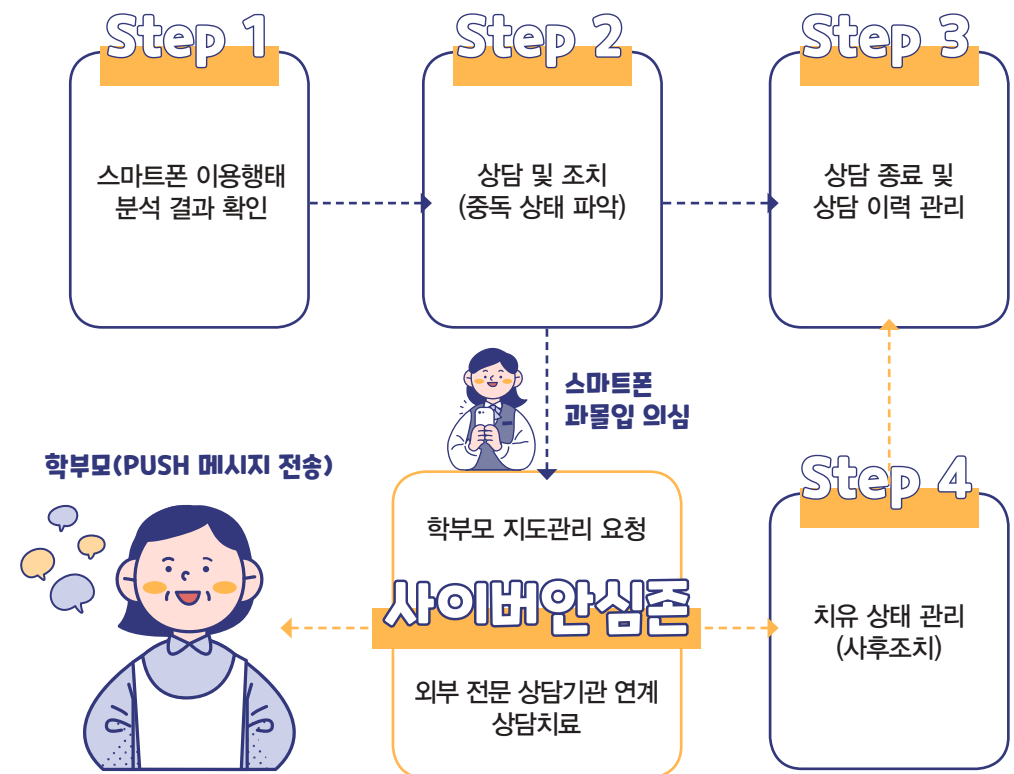 Step 1
스마트폰 이용행태
분석 결과 확인
Step 2
상담 및 조치
(중독 상태 파악)
Step 3
상담 종료 및
상담 이력 관리
스마트폰
과몰입 의심
학부모(PUSH 메시지 전송)
학부모 지도관리 요청
사이버안심존
외부 전문 상담기관 연계
상담치료
Step 4
치유 상태 관리
(사후조치)